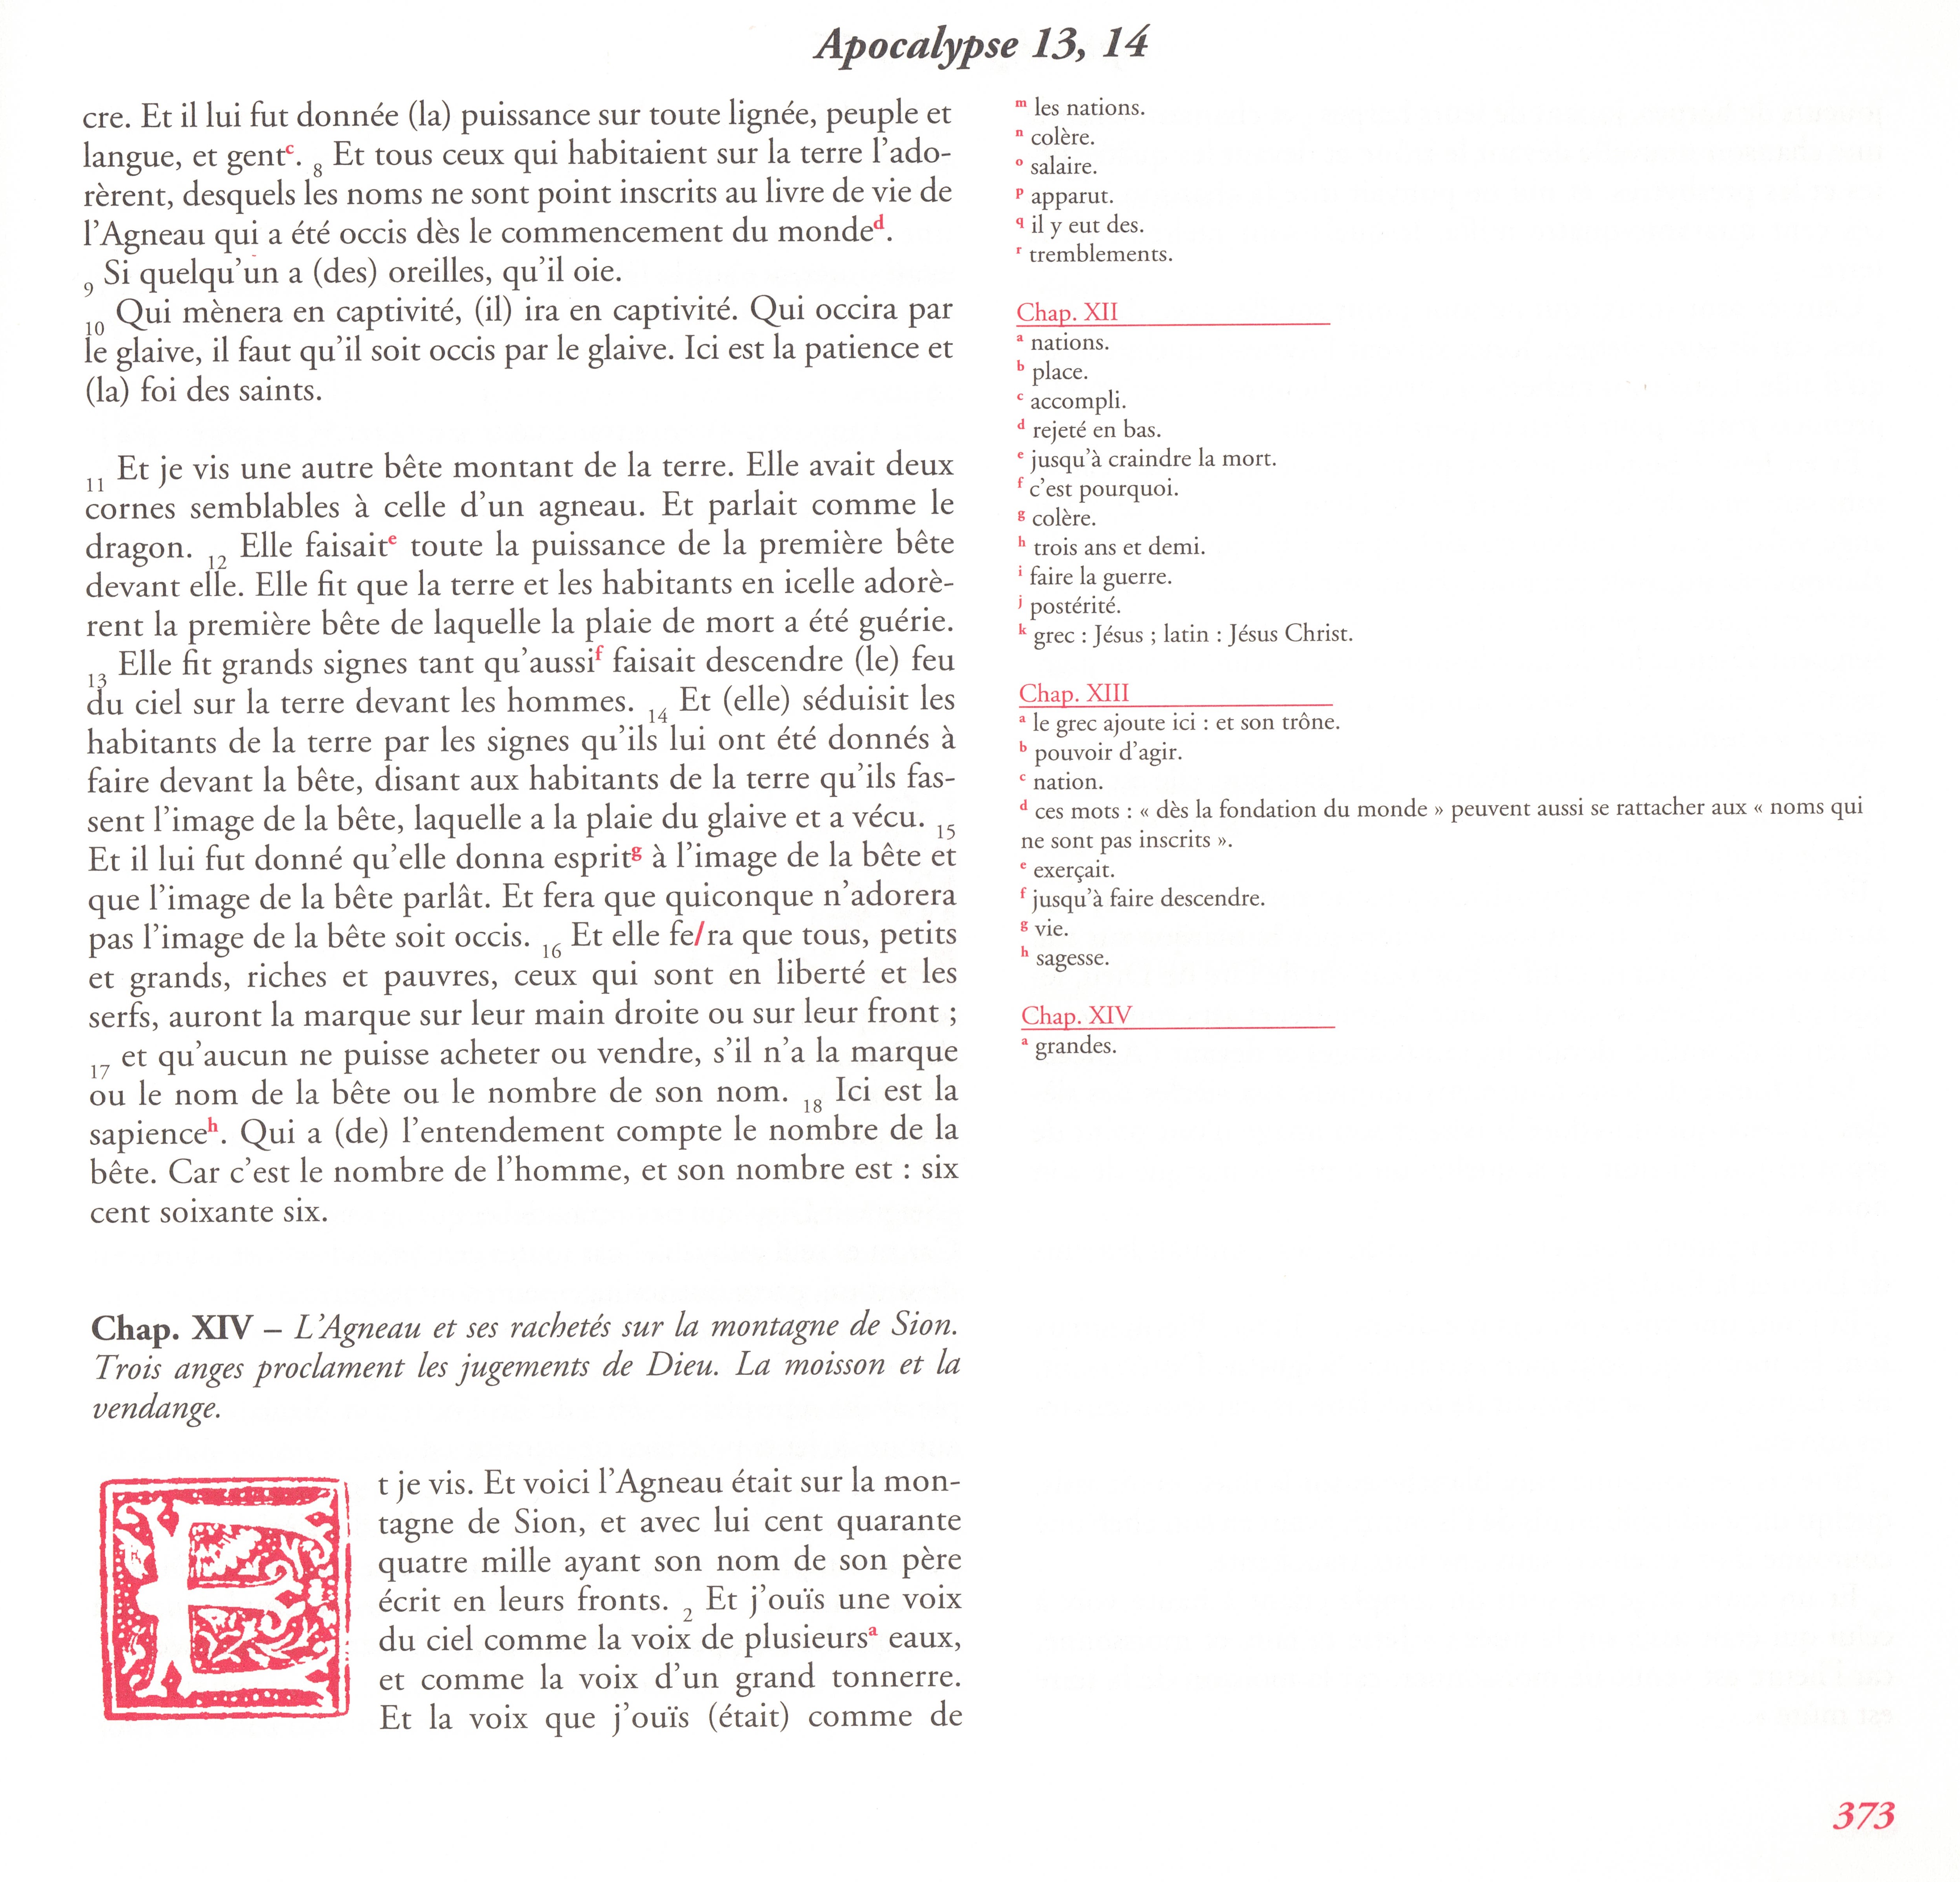 Apocalypse 13, 14
cre. Et il lui fut donnée (la) puissance sur toute lignée, peuple et
langue, et gentc. 8 Et tous ceux qui habitaient sur la terre l’ado-
rèrent, desquels les noms ne sont point inscrits au livre de vie de
l’Agneau qui a été occis dès le commencement du monded.
9 Si quelqu’un a (des) oreilles, qu’il oie.
10 Qui mènera en captivité, (il) ira en captivité. Qui occira par
le glaive, il faut qu’il soit occis par le glaive. Ici est la patience et
(la) foi des saints.
11 Et je vis une autre bête montant de la terre. Elle avait deux
cornes semblables à celle d’un agneau. Et parlait comme le
dragon. 12 Elle faisaite toute la puissance de la première bête
devant elle. Elle fit que la terre et les habitants en icelle adorè-
rent la première bête de laquelle la plaie de mort a été guérie.
13 Elle fit grands signes tant qu’aussif faisait descendre (le) feu
du ciel sur la terre devant les hommes. 14 Et (elle) séduisit les
habitants de la terre par les signes qu’ils lui ont été donnés à
faire devant la bête, disant aux habitants de la terre qu’ils fas-
sent l’image de la bête, laquelle a la plaie du glaive et a vécu. 15
Et il lui fut donné qu’elle donna espritg à l’image de la bête et
que l’image de la bête parlât. Et fera que quiconque n’adorera
pas l’image de la bête soit occis. 16 Et elle fe/ra que tous, petits
et grands, riches et pauvres, ceux qui sont en liberté et les
serfs, auront la marque sur leur main droite ou sur leur front ;
17 et qu’aucun ne puisse acheter ou vendre, s’il n’a la marque
ou le nom de la bête ou le nombre de son nom. 18 Ici est la
sapienceh. Qui a (de) l’entendement compte le nombre de la
bête. Car c’est le nombre de l’homme, et son nombre est : six
cent soixante six.
Chap. XIV – L’Agneau et ses rachetés sur la montagne de Sion.
Trois anges proclament les jugements de Dieu. La moisson et la
vendange.
E
t je vis. Et voici l’Agneau était sur la mon-
tagne de Sion, et avec lui cent quarante
quatre mille ayant son nom de son père
écrit en leurs fronts. 2 Et j’ouïs une voix
du ciel comme la voix de plusieursa eaux,
et comme la voix d’un grand tonnerre.
Et la voix que j’ouïs (était) comme de
m les nations.
n colère.
o salaire.
p apparut.
q il y eut des.
r tremblements.
Chap. XII
a nations.
b place.
c accompli.
d rejeté en bas.
e jusqu’à craindre la mort.
f c’est pourquoi.
g colère.
h trois ans et demi.
i faire la guerre.
j postérité.
k grec : Jésus ; latin : Jésus Christ.
Chap. XIII
a le grec ajoute ici : et son trône.
b pouvoir d’agir.
c nation.
d ces mots : « dès la fondation du monde » peuvent aussi se rattacher aux « noms qui
ne sont pas inscrits ».
e exerçait.
f jusqu’à faire descendre.
g vie.
h sagesse.
Chap. XIV
a grandes.
373